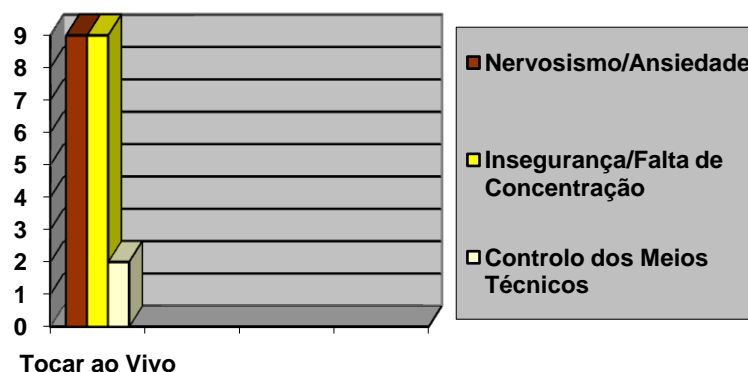 9
8
7
6
5
4
3
2
1
0
Tocar ao Vivo
Nervosismo/Ansiedade
Insegurança/Falta de
Concentração
Controlo dos Meios
Técnicos